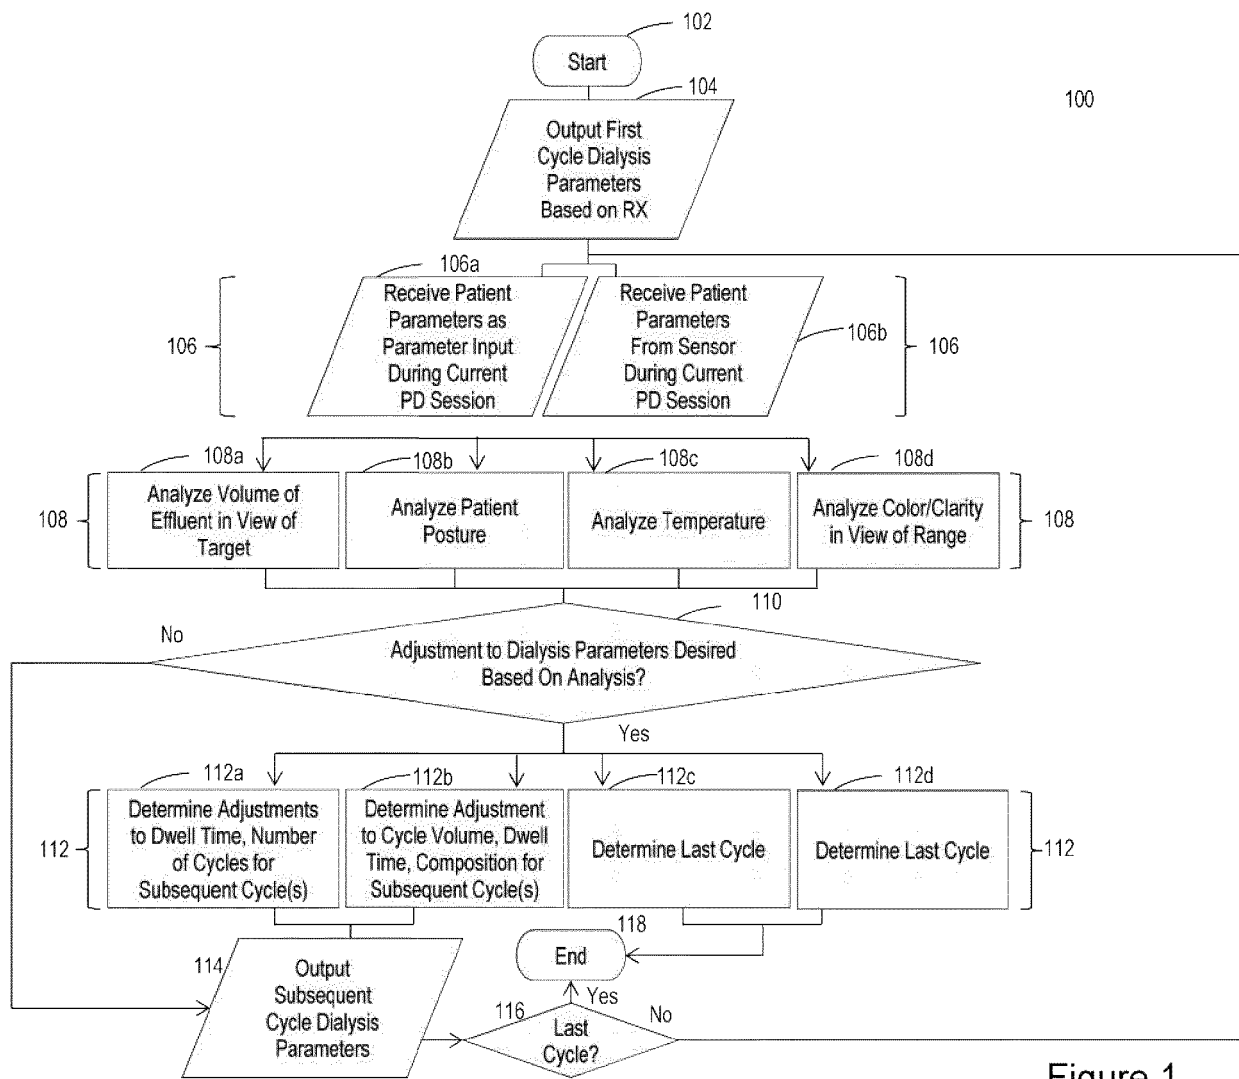 102
Start
104
100
Output First
Cycle Dialysis
Parameters
Based on RX
106a
Receive Patient
Parameters as
Parameter Input
During Current
PD Session
Receive Patient
Parameters
From Sensor
During Current
PD Session
106b
106
106
108a
108b
108c
108d
108
Analyze Volume of
Effluent in View of
Target
Analyze Patient
Posture
Analyze Temperature
Analyze Color/Clarity
in View of Range
108
110
No
Adjustment to Dialysis Parameters Desired
Based On Analysis?
Yes
112a
112b
112c
112d
112
Determine Adjustments
to Dwell Time, Number
of Cycles for
Subsequent Cycle(s)
Determine Adjustment
to Cycle Volume, Dwell
Time, Composition for
Subsequent Cycle(s)
Determine Last Cycle
Determine Last Cycle
112
118
End
114
Output
Subsequent
Cycle Dialysis
Parameters
116
Yes
No
Last
Cycle?
Figure 1